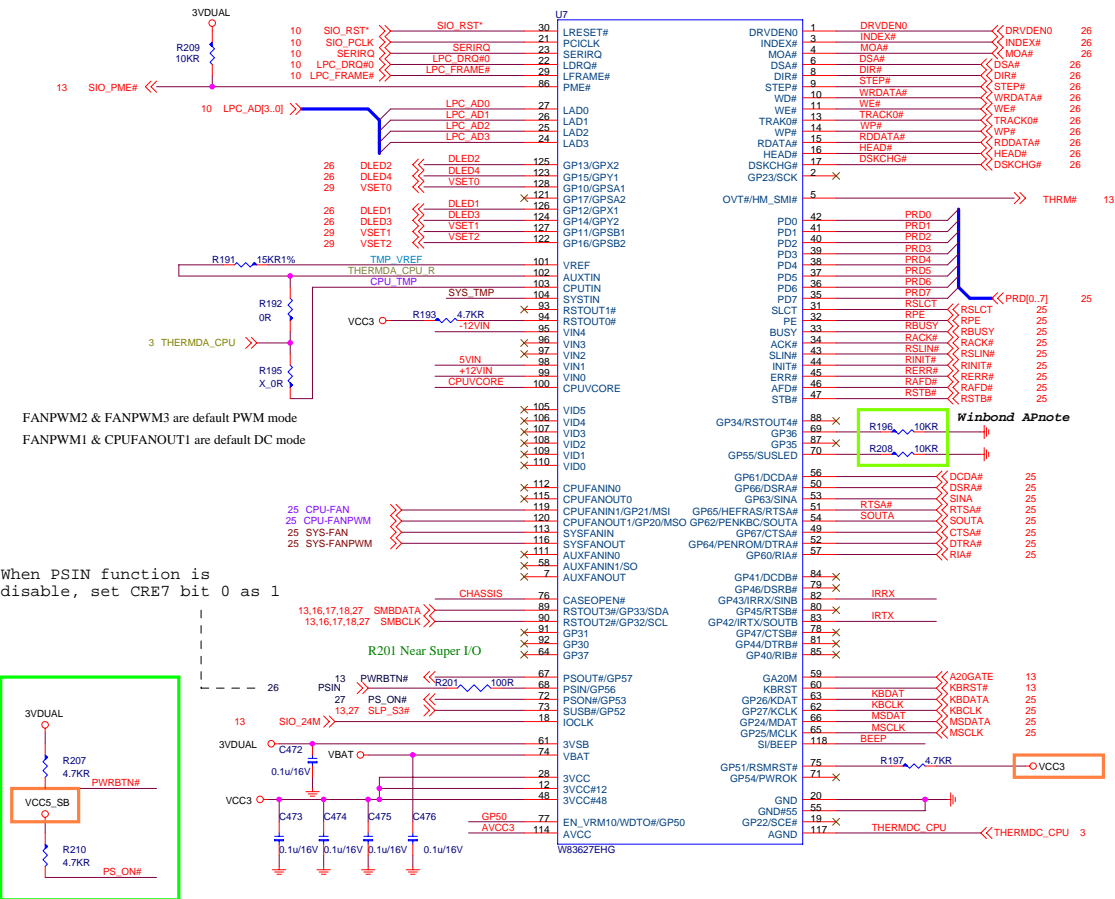 3VDUAL
R209
10KR
13 SIO_PME#
10 SIO_RST* SIO_RST*
10 SIO_PCLK
10 SERIRQ SERIRQ
10 LPC_DRQ#0 LPC_DRQ#0
10 LPC_FRAME# LPC_FRAME#
10 LPC_AD[3..0]
LPC_AD0
LPC_AD1
LPC_AD2
LPC_AD3
26 DLED2 DLED2
26 DLED4 DLED4
29 VSET0 VSET0
26 DLED1 DLED1
26 DLED3 DLED3
29 VSET1 VSET1
29 VSET2 VSET2
R191 15KR1% TMP_VREF
THERMDA_CPU_R
CPU_TMP
SYS_TMP
R192
0R
VCC3 R193 4.7KR
-12VIN
3 THERMDA_CPU
R195
X_0R
5VIN
+12VIN
CPUVCORE
FANPWM2 & FANPWM3 are default PWM mode
FANPWM1 & CPUFANOUT1 are default DC mode
25 CPU-FAN
25 CPU-FANPWM
25 SYS-FAN
25 SYS-FANPWM
When PSIN function is
disable, set CRE7 bit 0 as 1
CHASSIS
13,16,17,18,27 SMBDATA
13,16,17,18,27 SMBCLK
R201 Near Super I/O
13 PWRBTN#
26 PSIN R201 100R
27 PS_ON#
13,27 SLP_S3#
13 SIO_24M
3VDUAL
C472
0.1u/16V
VBAT
VCC3
C473 C474 C475 C476
0.1u/16V 0.1u/16V 0.1u/16V 0.1u/16V
GP50
AVCC3
3VDUAL
R207
4.7KR
PWRBTN#
VCC5_SB
R210
4.7KR
PS_ON#
U7
30 LRESET#
21 PCICLK
23 SERIRQ
22 LDRQ#
29 LFRAME#
86 PME#
27 LAD0
26 LAD1
25 LAD2
24 LAD3
125 GP13/GPX2
123 GP15/GPY1
128 GP10/GPSA1
121 GP17/GPSA2
126 GP12/GPX1
124 GP14/GPY2
127 GP11/GPSB1
122 GP16/GPSB2
101 VREF
102 AUXTIN
103 CPUTIN
104 SYSTIN
93 RSTOUT1#
94 RSTOUT0#
95 VIN4
96 VIN3
97 VIN2
98 VIN1
99 VIN0
100 CPUVCORE
105 VID5
106 VID4
107 VID3
108 VID2
109 VID1
110 VID0
112 CPUFANIN0
115 CPUFANOUT0
119 CPUFANIN1/GP21/MSI
120 CPUFANOUT1/GP20/MSO
113 SYSFANIN
116 SYSFANOUT
111 AUXFANIN0
58 AUXFANIN1/SO
7 AUXFANOUT
76 CASEOPEN#
89 RSTOUT3#/GP33/SDA
90 RSTOUT2#/GP32/SCL
91 GP31
92 GP30
64 GP37
67 PSOUT#/GP57
68 PSIN/GP56
72 PSON#/GP53
73 SUSB#/GP52
18 IOCLK
61 3VSB
74 VBAT
28 3VCC
12 3VCC#12
48 3VCC#48
77 EN_VRM10/WDTO#/GP50
114 AVCC
W83627EHG
DRVDEN0 1 DRVDEN0 DRVDEN0 26
INDEX# 3 INDEX# INDEX# 26
MOA# 4 MOA# MOA# 26
DSA# 6 DSA# DSA# 26
DIR# 8 DIR# DIR# 26
STEP# 9 STEP# STEP# 26
WD# 10 WRDATA# WRDATA# 26
WE# 11 WE# WE# 26
TRAK0# 13 TRACK0# TRACK0# 26
WP# 14 WP# WP# 26
RDATA# 15 RDDATA# RDDATA# 26
HEAD# 16 HEAD# HEAD# 26
DSKCHG# 17 DSKCHG# DSKCHG# 26
GP23/SCK 2
OVT#/HM_SMI# 5 THRM# 13
PD0 42 PRD0
PD1 41 PRD1
PD2 40 PRD2
PD3 39 PRD3
PD4 38 PRD4
PD5 37 PRD5
PD6 36 PRD6
PD7 35 PRD7 PRD[0..7] 25
SLCT 31 RSLCT RSLCT 25
PE 32 RPE RPE 25
BUSY 33 RBUSY RBUSY 25
ACK# 34 RACK# RACK# 25
SLIN# 43 RSLIN# RSLIN# 25
INIT# 44 RINIT# RINIT# 25
ERR# 45 RERR# RERR# 25
AFD# 46 RAFD# RAFD# 25
STB# 47 RSTB# RSTB# 25
Winbond APnote
GP34/RSTOUT4# 88
GP36 69 R196 10KR
GP35 87
GP55/SUSLED 70 R208 10KR
GP61/DCDA# 56 DCDA# 25
GP66/DSRA# 50 DSRA# 25
GP63/SINA 53 SINA 25
GP65/HEFRAS/RTSA# 51 RTSA# RTSA# 25
GP62/PENKBC/SOUTA 54 SOUTA SOUTA 25
GP67/CTSA# 49 CTSA# 25
GP64/PENROM/DTRA# 52 DTRA# 25
GP60/RIA# 57 RIA# 25
GP41/DCDB# 84
GP46/DSRB# 79
GP43/IRRX/SINB 82 IRRX
GP45/RTSB# 80
GP42/IRTX/SOUTB 83 IRTX
GP47/CTSB# 78
GP44/DTRB# 81
GP40/RIB# 85
GA20M 59 A20GATE 13
KBRST 60 KBRST# 13
GP26/KDAT 63 KBDAT KBDATA 25
GP27/KCLK 62 KBCLK KBCLK 25
GP24/MDAT 66 MSDAT MSDATA 25
GP25/MCLK 65 MSCLK MSCLK 25
SI/BEEP 118 BEEP
GP51/RSMRST# 75 R197 4.7KR VCC3
GP54/PWROK 71
GND 20
GND#55 55
GP22/SCE# 19
AGND 117 THERMDC_CPU THERMDC_CPU 3